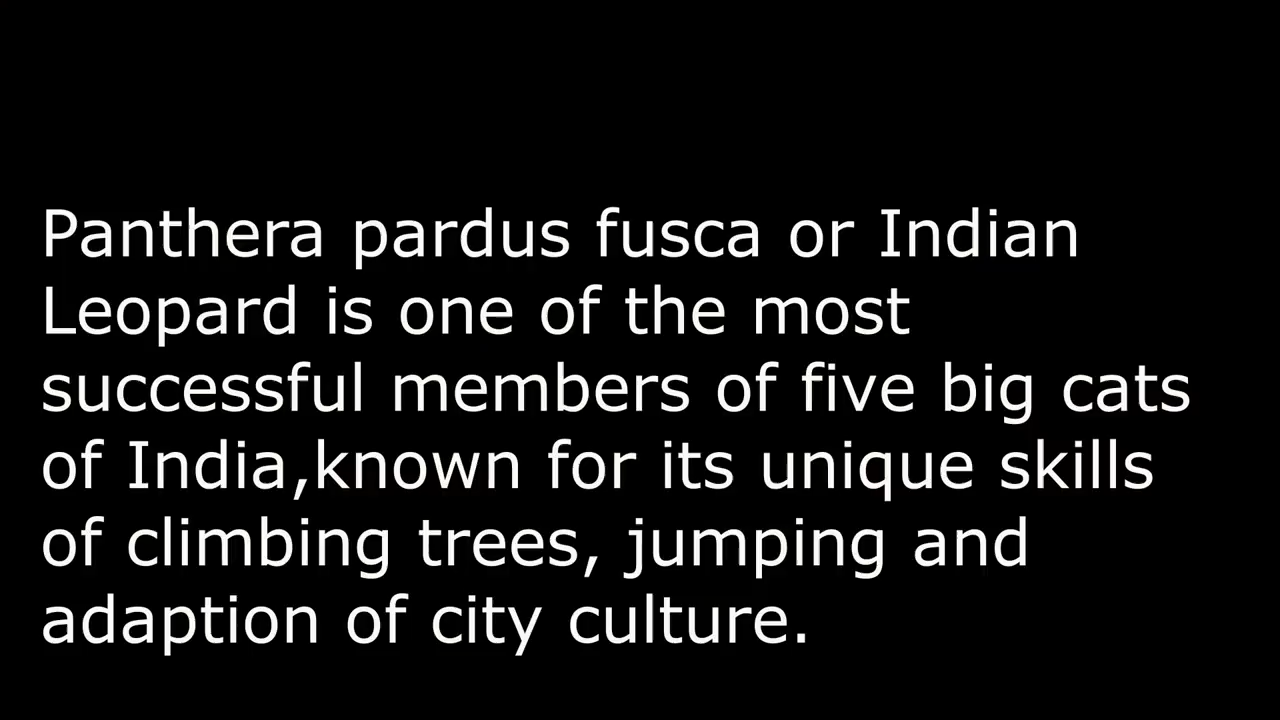 Panthera pardus fusca or Indian
Leopard is one of the most
successful members of five big cats
of India,known for its unique skills
of climbing trees, jumping and
adaption of city culture.